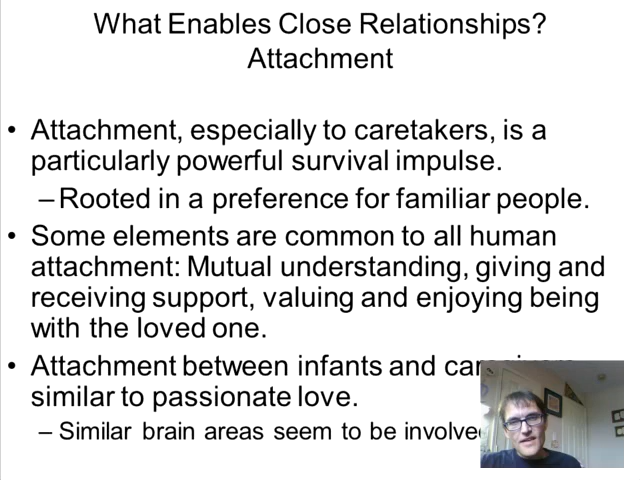 What Enables Close Relationships?
Attachment
• Attachment, especially to caretakers, is a
particularly powerful survival impulse.
– Rooted in a preference for familiar people.
• Some elements are common to all human
attachment: Mutual understanding, giving and
receiving support, valuing and enjoying being
with the loved one.
• Attachment between infants and
similar to passionate love.
– Similar brain areas seem to be